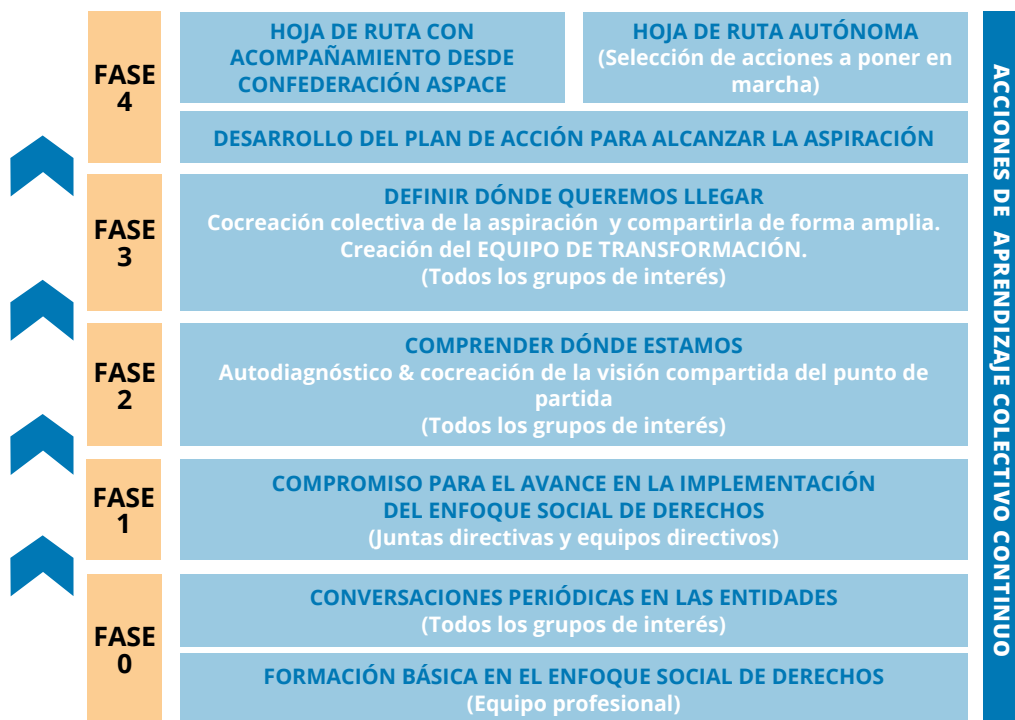 FASE
4
HOJA DE RUTA CON
ACOMPAÑAMIENTO DESDE
CONFEDERACIÓN ASPACE
HOJA DE RUTA AUTÓNOMA
(Selección de acciones a poner en
marcha)
DESARROLLO DEL PLAN DE ACCIÓN PARA ALCANZAR LA ASPIRACIÓN
FASE
3
DEFINIR DÓNDE QUEREMOS LLEGAR
Cocreación colectiva de la aspiración y compartirla de forma amplia.
Creación del EQUIPO DE TRANSFORMACIÓN.
(Todos los grupos de interés)
FASE
2
COMPRENDER DÓNDE ESTAMOS
Autodiagnóstico & cocreación de la visión compartida del punto de
partida
(Todos los grupos de interés)
FASE
1
COMPROMISO PARA EL AVANCE EN LA IMPLEMENTACIÓN
DEL ENFOQUE SOCIAL DE DERECHOS
(Juntas directivas y equipos directivos)
FASE
0
CONVERSACIONES PERIÓDICAS EN LAS ENTIDADES
(Todos los grupos de interés)
FORMACIÓN BÁSICA EN EL ENFOQUE SOCIAL DE DERECHOS
(Equipo profesional)
ACCIONES DE APRENDIZAJE COLECTIVO CONTINUO